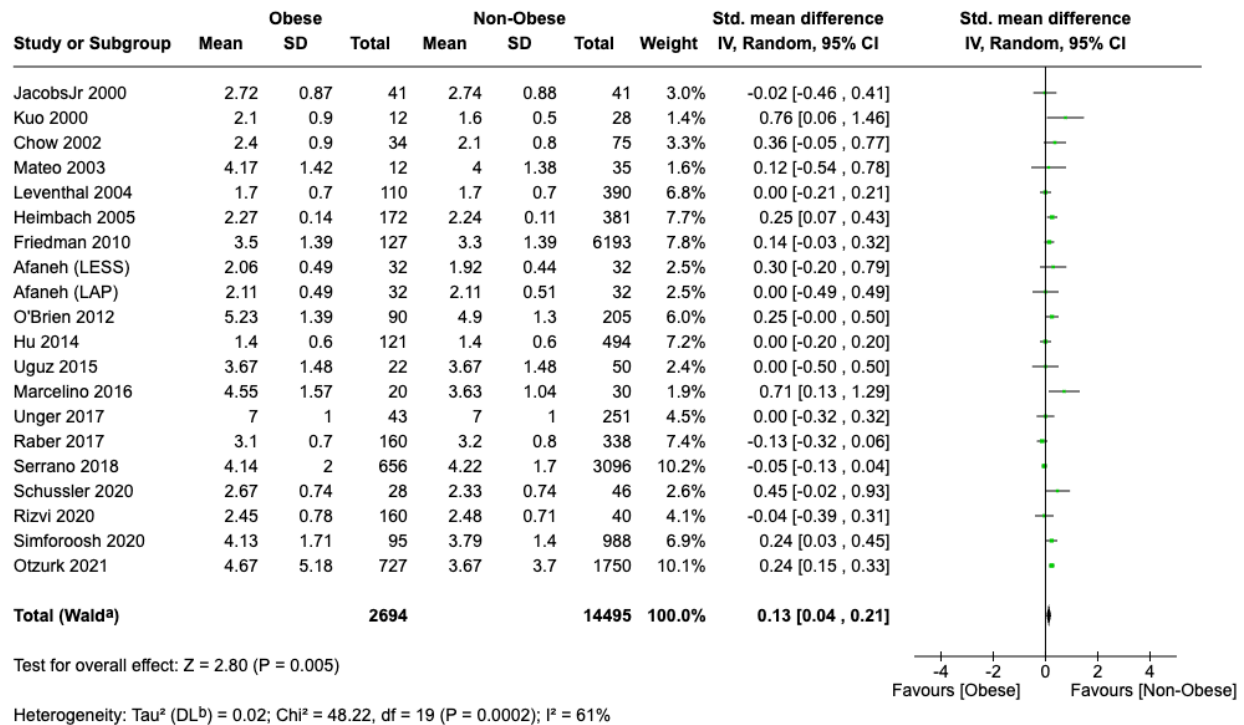 Obese Non-Obese Std. mean difference Std. mean difference
Study or Subgroup Mean SD Total Mean SD Total Weight IV, Random, 95% CI IV, Random, 95% CI
JacobsJr 2000 2.72 0.87 41 2.74 0.88 41 3.0% -0.02 [-0.46 , 0.41]
Kuo 2000 2.1 0.9 12 1.6 0.5 28 1.4% 0.76 [0.06 , 1.46]
Chow 2002 2.4 0.9 34 2.1 0.8 75 3.3% 0.36 [-0.05 , 0.77]
Mateo 2003 4.17 1.42 12 4 1.38 35 1.9% 0.12 [-0.54 , 0.78]
Leventhal 2004 1.7 0.7 110 1.7 0.7 390 6.8% 0.00 [-0.21 , 0.21]
Heimbach 2005 2.27 0.14 172 2.24 0.11 381 7.7% 0.25 [0.07 , 0.43]
Friedman 2010 3.5 1.39 127 3.3 1.39 6193 7.8% 0.14 [-0.03 , 0.32]
Afaneh (LESS) 2.06 0.49 32 1.92 0.44 32 2.5% 0.30 [-0.20 , 0.79]
Afaneh (LAP) 2.11 0.49 32 2.11 0.51 32 2.5% 0.00 [-0.49 , 0.49]
O'Brien 2012 5.23 1.39 90 4.9 1.3 205 6.0% 0.25 [-0.00 , 0.50]
Hu 2014 1.4 0.6 121 1.4 0.6 494 7.2% 0.00 [-0.20 , 0.20]
Uguz 2015 3.67 1.48 22 3.67 1.48 50 2.4% 0.00 [-0.50 , 0.50]
Marcelino 2016 4.55 1.57 20 3.63 1.04 30 1.9% 0.71 [0.13 , 1.29]
Unger 2017 7 1 43 7 1 251 4.5% 0.00 [-0.32 , 0.32]
Raber 2017 3.1 0.7 160 3.2 0.8 338 7.4% -0.13 [-0.32 , 0.06]
Serrano 2018 4.14 2 656 4.22 1.7 3096 10.2% -0.05 [-0.13 , 0.04]
Schussler 2020 2.67 0.74 28 2.33 0.74 46 2.6% 0.45 [-0.02 , 0.93]
Rizvi 2020 2.45 0.78 160 2.48 0.71 40 4.1% -0.04 [-0.39 , 0.31]
Simforoosh 2020 4.13 1.71 95 3.79 1.4 988 6.9% 0.24 [0.03 , 0.45]
Otzurk 2021 4.67 5.18 727 3.67 3.7 1750 10.1% 0.24 [0.15 , 0.33]
Total (Waldᵃ) 2694 14495 100.0% 0.13 [0.04 , 0.21]
Test for overall effect: Z = 2.80 (P = 0.005)
-4 -2 0 2 4
Favours [Obese] Favours [Non-Obese]
Heterogeneity: Tau² (DLᵇ) = 0.02; Chi² = 48.22, df = 19 (P = 0.0002); I² = 61%